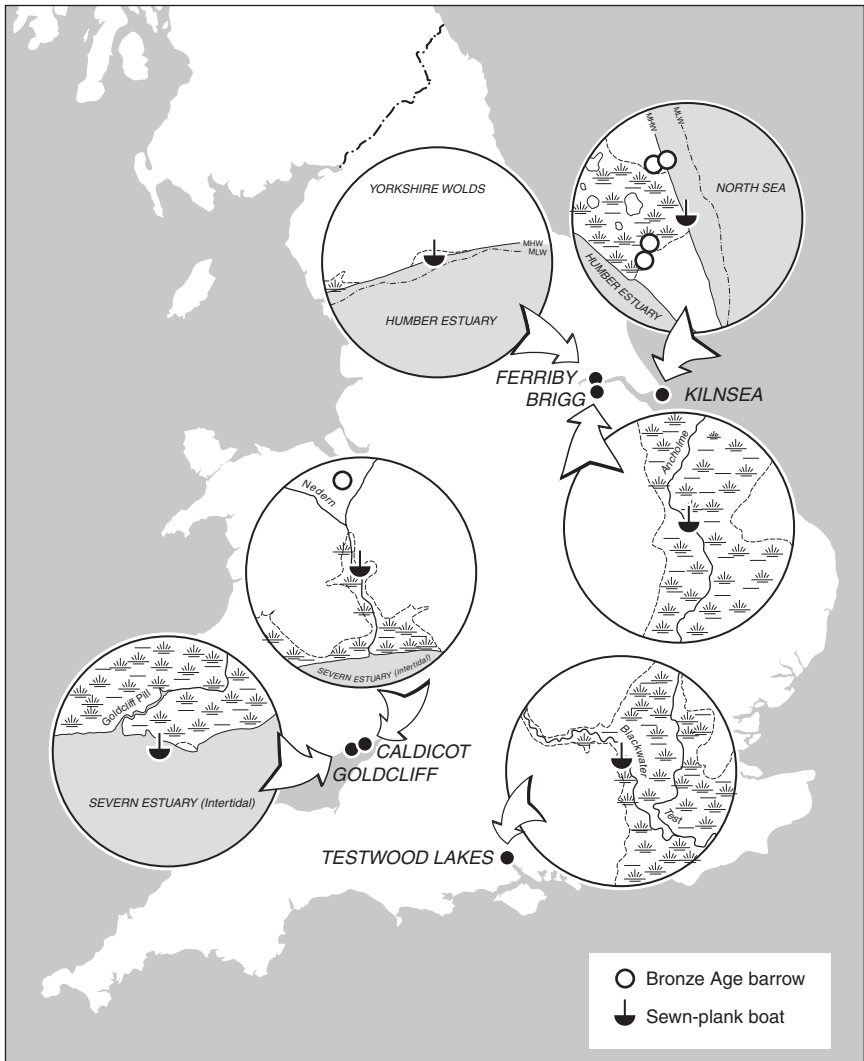 YORKSHIRE WOLDS
MHW
MLW
HUMBER ESTUARY
MHW
MLW
NORTH SEA
HUMBER ESTUARY
FERRIBY
BRIGG
KILNSEA
Ancholme
Nedern
SEVERN ESTUARY (intertidal)
Goldcliff Pill
SEVERN ESTUARY (Intertidal)
CALDICOT
GOLDCLIFF
Blackwater
Test
TESTWOOD LAKES
Bronze Age barrow
Sewn-plank boat